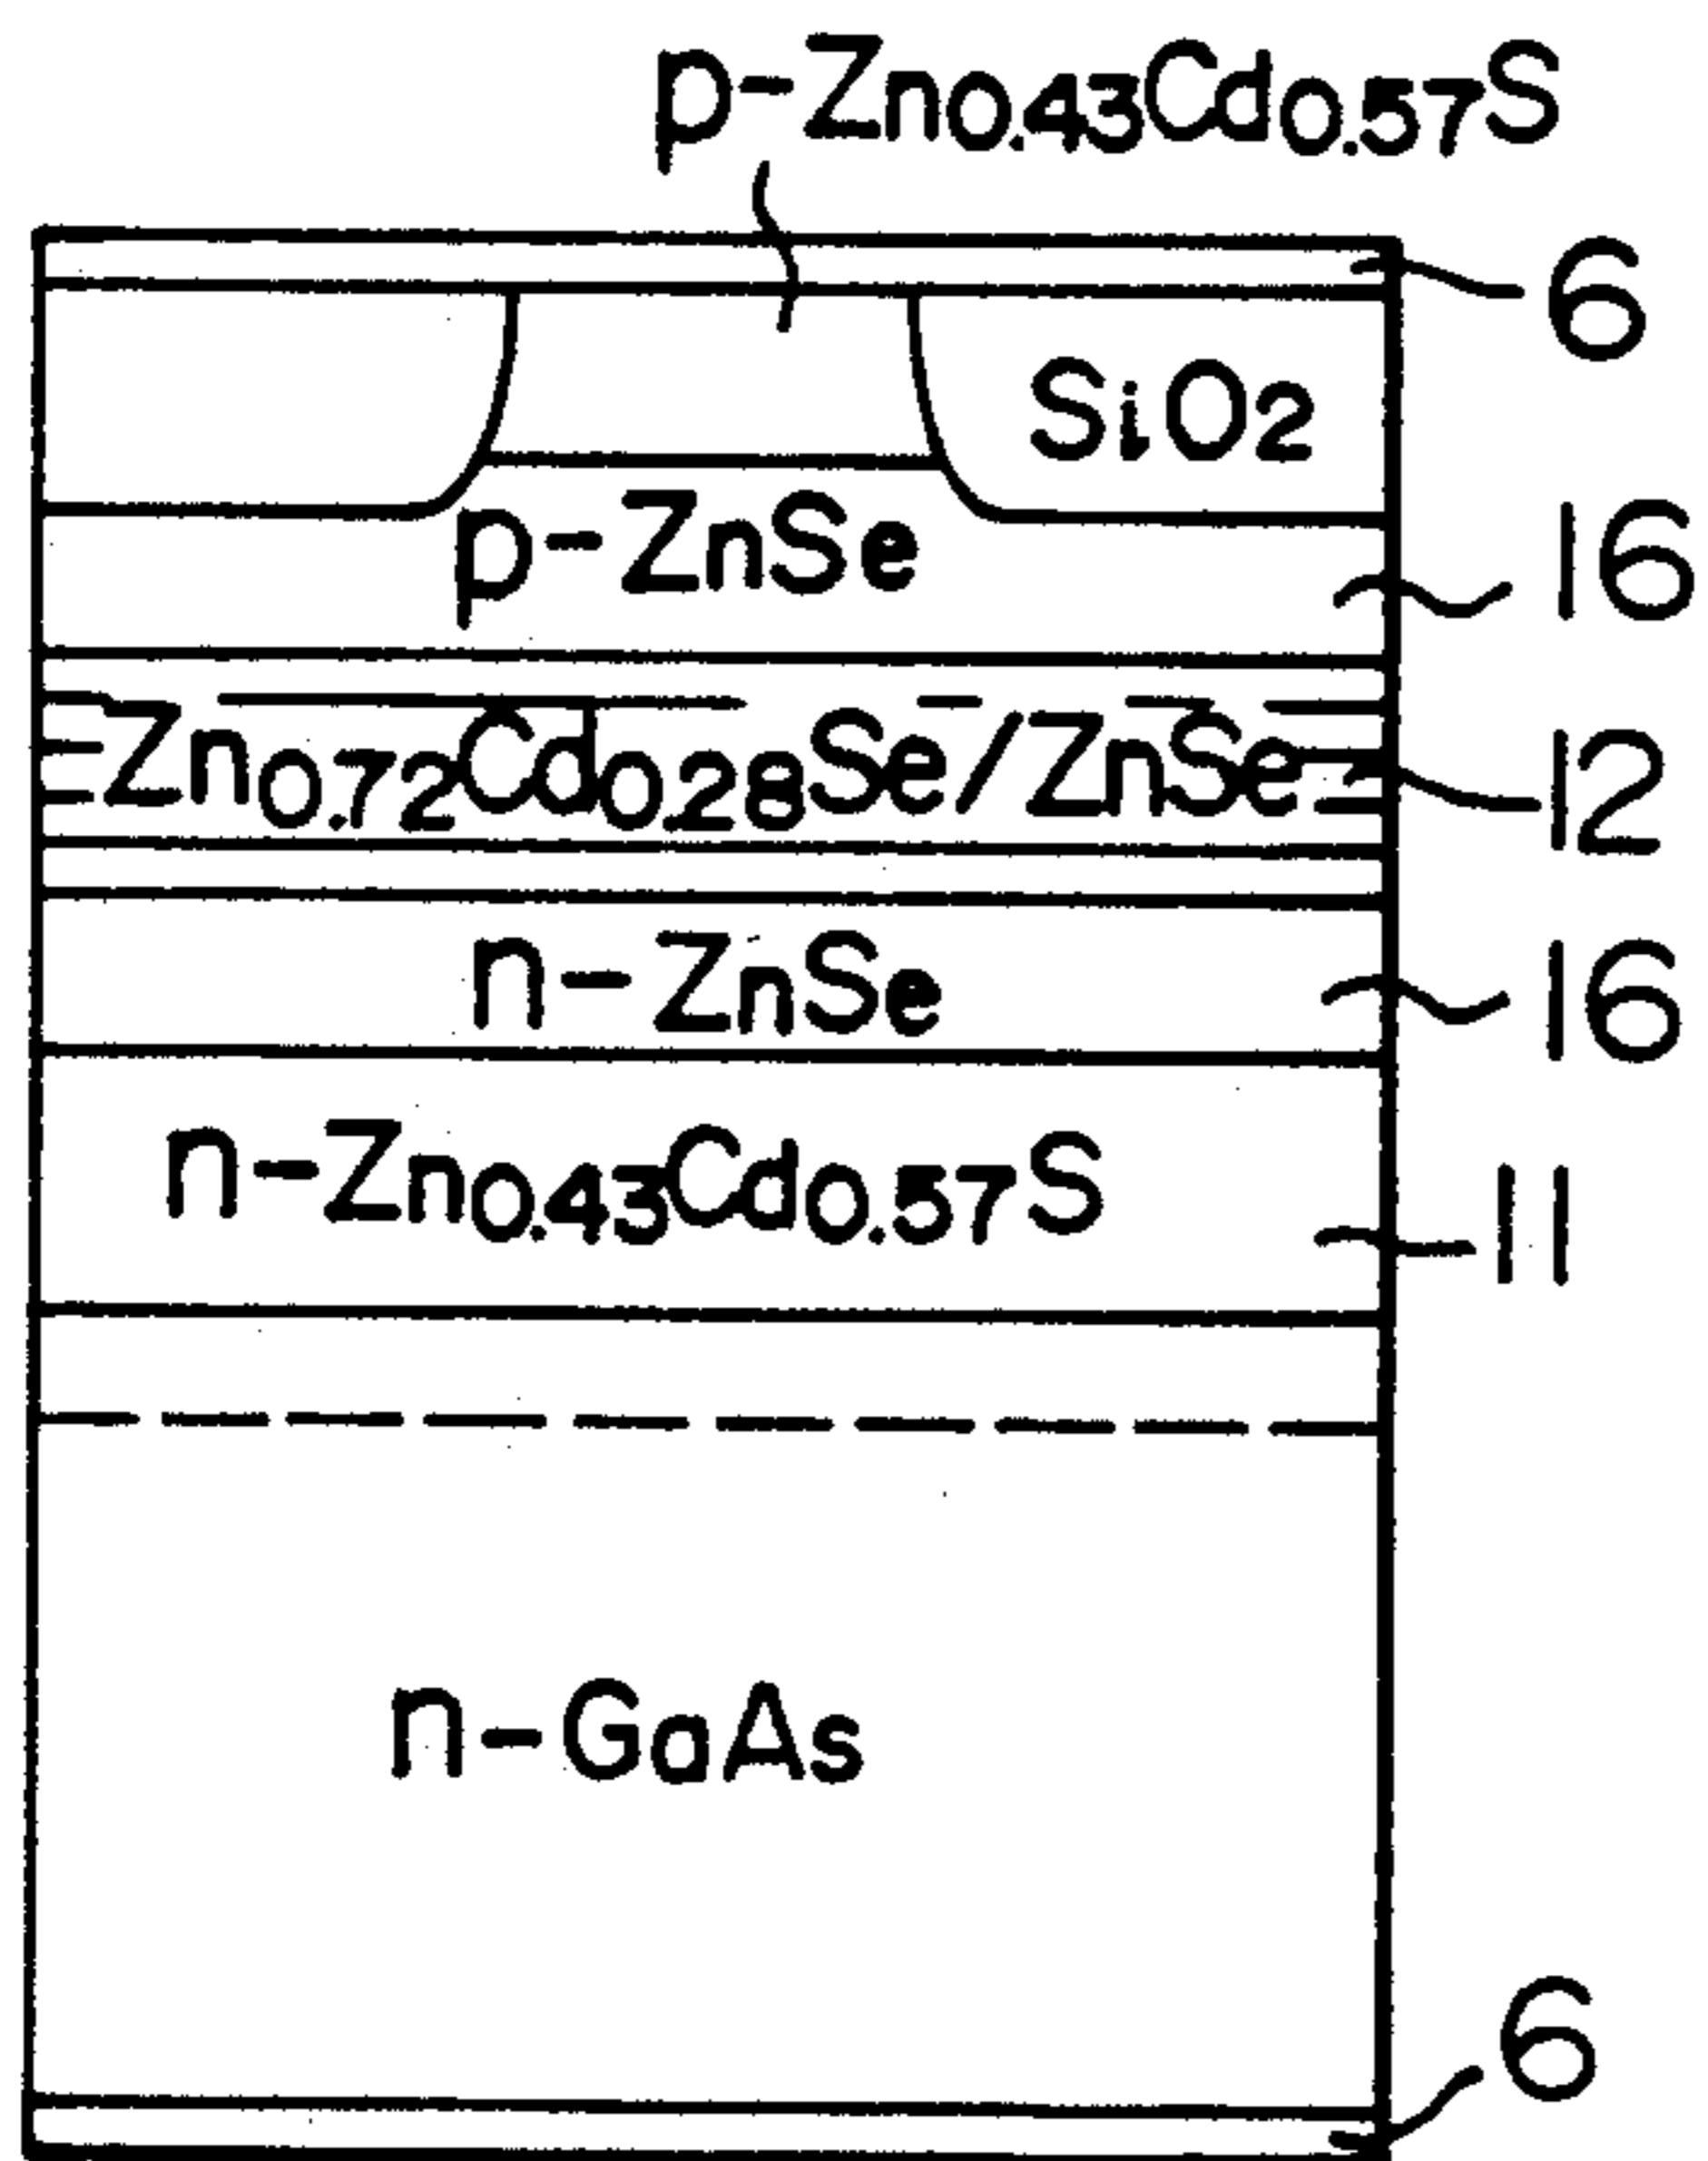 p-Zn0.43Cd0.57S
6
SiO2
p-ZnSe
16
Zn0.72Cd0.28Se/ZnSe
12
n-ZnSe
16
n-Zn0.43Cd0.57S
11
n-GaAs
6